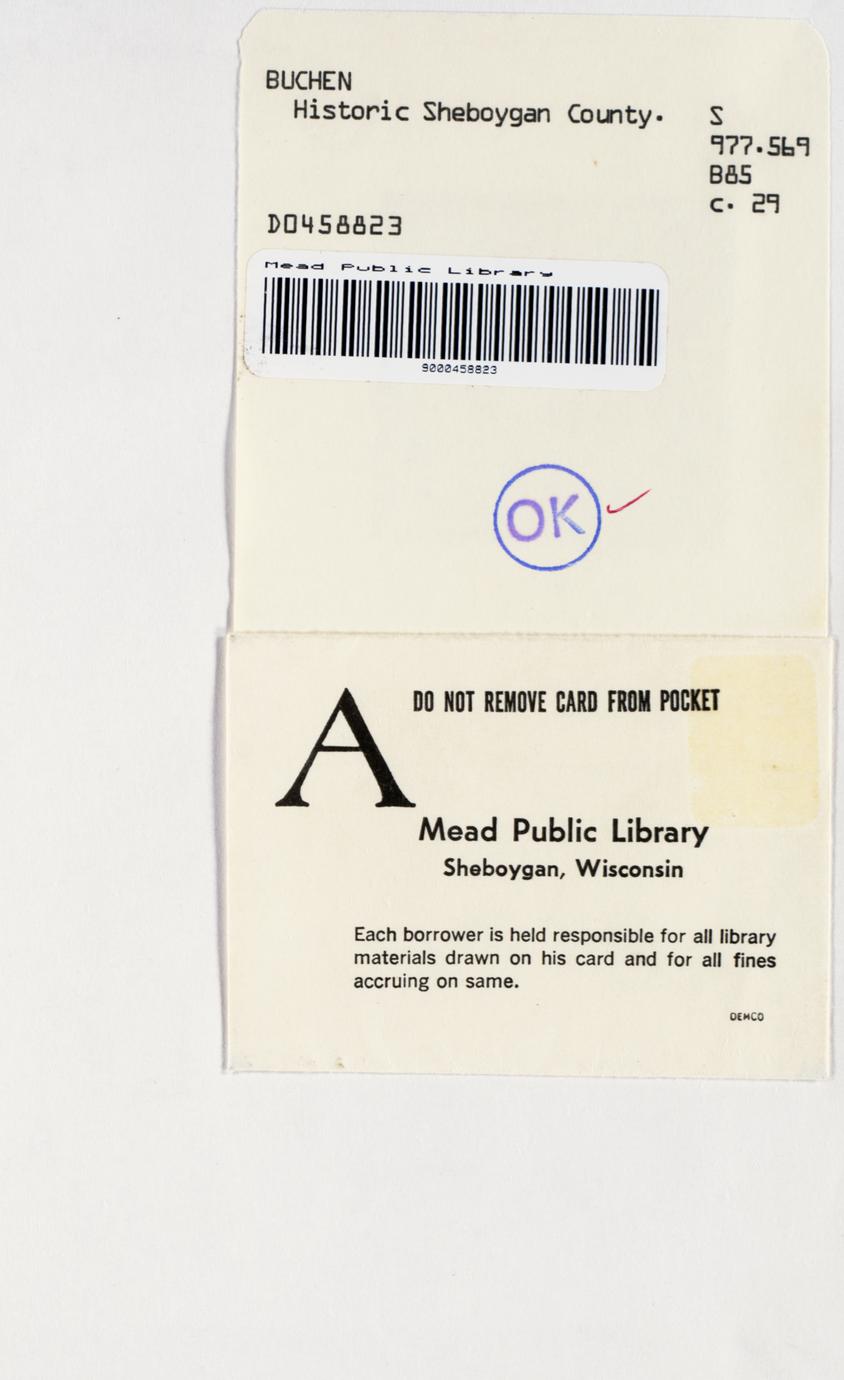 BUCHEN
Historic Sheboygan County.
S
977.569
B85
c. 29
D0458823
Mead Public Library
9000458823
OK
A
DO NOT REMOVE CARD FROM POCKET
Mead Public Library
Sheboygan, Wisconsin
Each borrower is held responsible for all library
materials drawn on his card and for all fines
accruing on same.
DEMCO